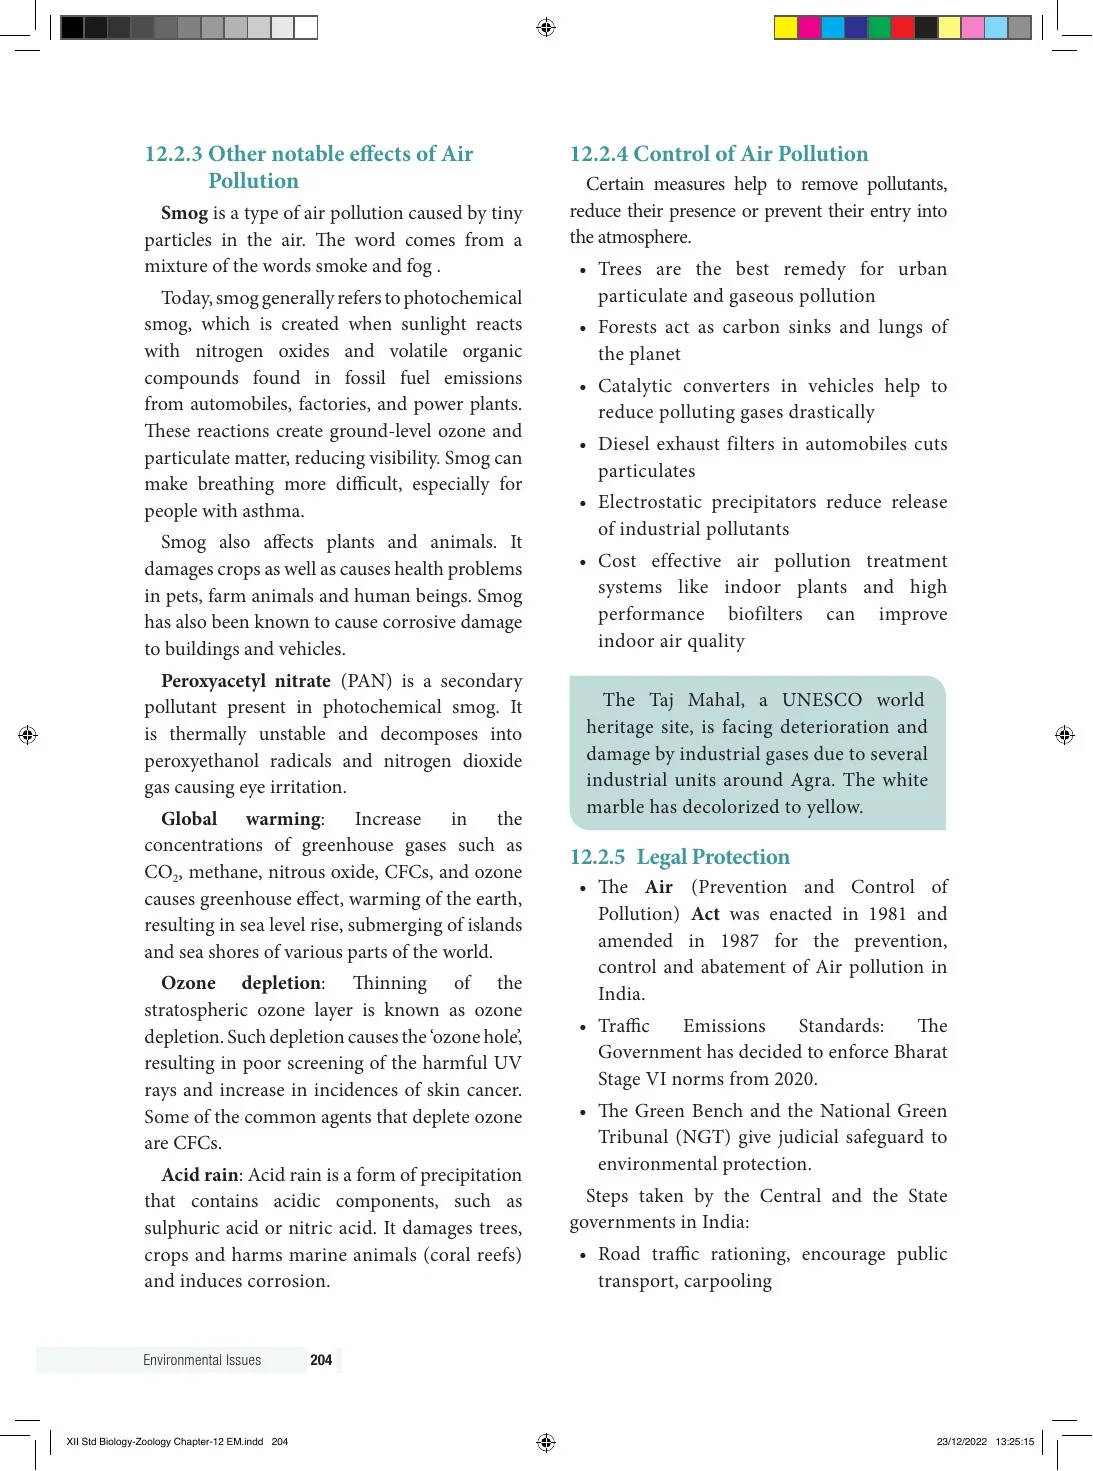 12.2.3 Other notable effects of Air
Pollution
Smog is a type of air pollution caused by tiny
particles in the air. The word comes from a
mixture of the words smoke and fog .
Today, smog generally refers to photochemical
smog, which is created when sunlight reacts
with nitrogen oxides and volatile organic
compounds found in fossil fuel emissions
from automobiles, factories, and power plants.
These reactions create ground-level ozone and
particulate matter, reducing visibility. Smog can
make breathing more difficult, especially for
people with asthma.
Smog also affects plants and animals. It
damages crops as well as causes health problems
in pets, farm animals and human beings. Smog
has also been known to cause corrosive damage
to buildings and vehicles.
Peroxyacetyl nitrate (PAN) is a secondary
pollutant present in photochemical smog. It
is thermally unstable and decomposes into
peroxyethanol radicals and nitrogen dioxide
gas causing eye irritation.
Global warming: Increase in the
concentrations of greenhouse gases such as
CO₂, methane, nitrous oxide, CFCs, and ozone
causes greenhouse effect, warming of the earth,
resulting in sea level rise, submerging of islands
and sea shores of various parts of the world.
Ozone depletion: Thinning of the
stratospheric ozone layer is known as ozone
depletion. Such depletion causes the ‘ozone hole’,
resulting in poor screening of the harmful UV
rays and increase in incidences of skin cancer.
Some of the common agents that deplete ozone
are CFCs.
Acid rain: Acid rain is a form of precipitation
that contains acidic components, such as
sulphuric acid or nitric acid. It damages trees,
crops and harms marine animals (coral reefs)
and induces corrosion.
12.2.4 Control of Air Pollution
Certain measures help to remove pollutants,
reduce their presence or prevent their entry into
the atmosphere.
• Trees are the best remedy for urban
particulate and gaseous pollution
• Forests act as carbon sinks and lungs of
the planet
• Catalytic converters in vehicles help to
reduce polluting gases drastically
• Diesel exhaust filters in automobiles cuts
particulates
• Electrostatic precipitators reduce release
of industrial pollutants
• Cost effective air pollution treatment
systems like indoor plants and high
performance biofilters can improve
indoor air quality
The Taj Mahal, a UNESCO world
heritage site, is facing deterioration and
damage by industrial gases due to several
industrial units around Agra. The white
marble has decolorized to yellow.
12.2.5 Legal Protection
• The Air (Prevention and Control of
Pollution) Act was enacted in 1981 and
amended in 1987 for the prevention,
control and abatement of Air pollution in
India.
• Traffic Emissions Standards: The
Government has decided to enforce Bharat
Stage VI norms from 2020.
• The Green Bench and the National Green
Tribunal (NGT) give judicial safeguard to
environmental protection.
Steps taken by the Central and the State
governments in India:
• Road traffic rationing, encourage public
transport, carpooling
Environmental Issues 204
XII Std Biology-Zoology Chapter-12 EM.indd 204
23/12/2022 13:25:15